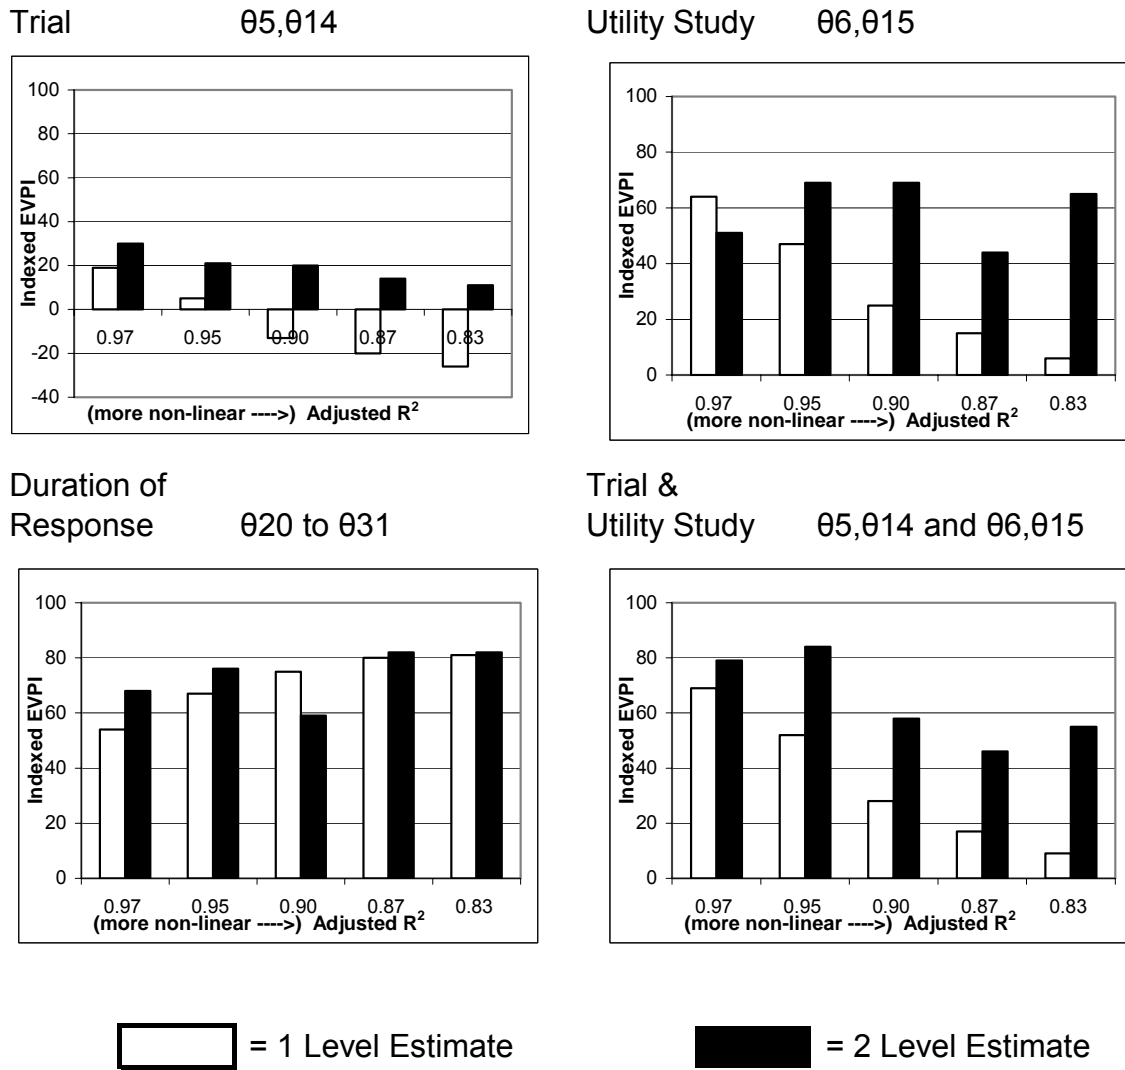 Trial θ5,θ14
Indexed EVPI
100
80
60
40
20
0
-20
-40
0.97 0.95 0.90 0.87 0.83
(more non-linear ---->) Adjusted R²
Utility Study θ6,θ15
Indexed EVPI
100
80
60
40
20
0
0.97 0.95 0.90 0.87 0.83
(more non-linear ---->) Adjusted R²
Duration of
Response θ20 to θ31
Indexed EVPI
100
80
60
40
20
0
0.97 0.95 0.90 0.87 0.83
(more non-linear ---->) Adjusted R²
Trial &
Utility Study θ5,θ14 and θ6,θ15
Indexed EVPI
100
80
60
40
20
0
0.97 0.95 0.90 0.87 0.83
(more non-linear ---->) Adjusted R²
= 1 Level Estimate
= 2 Level Estimate